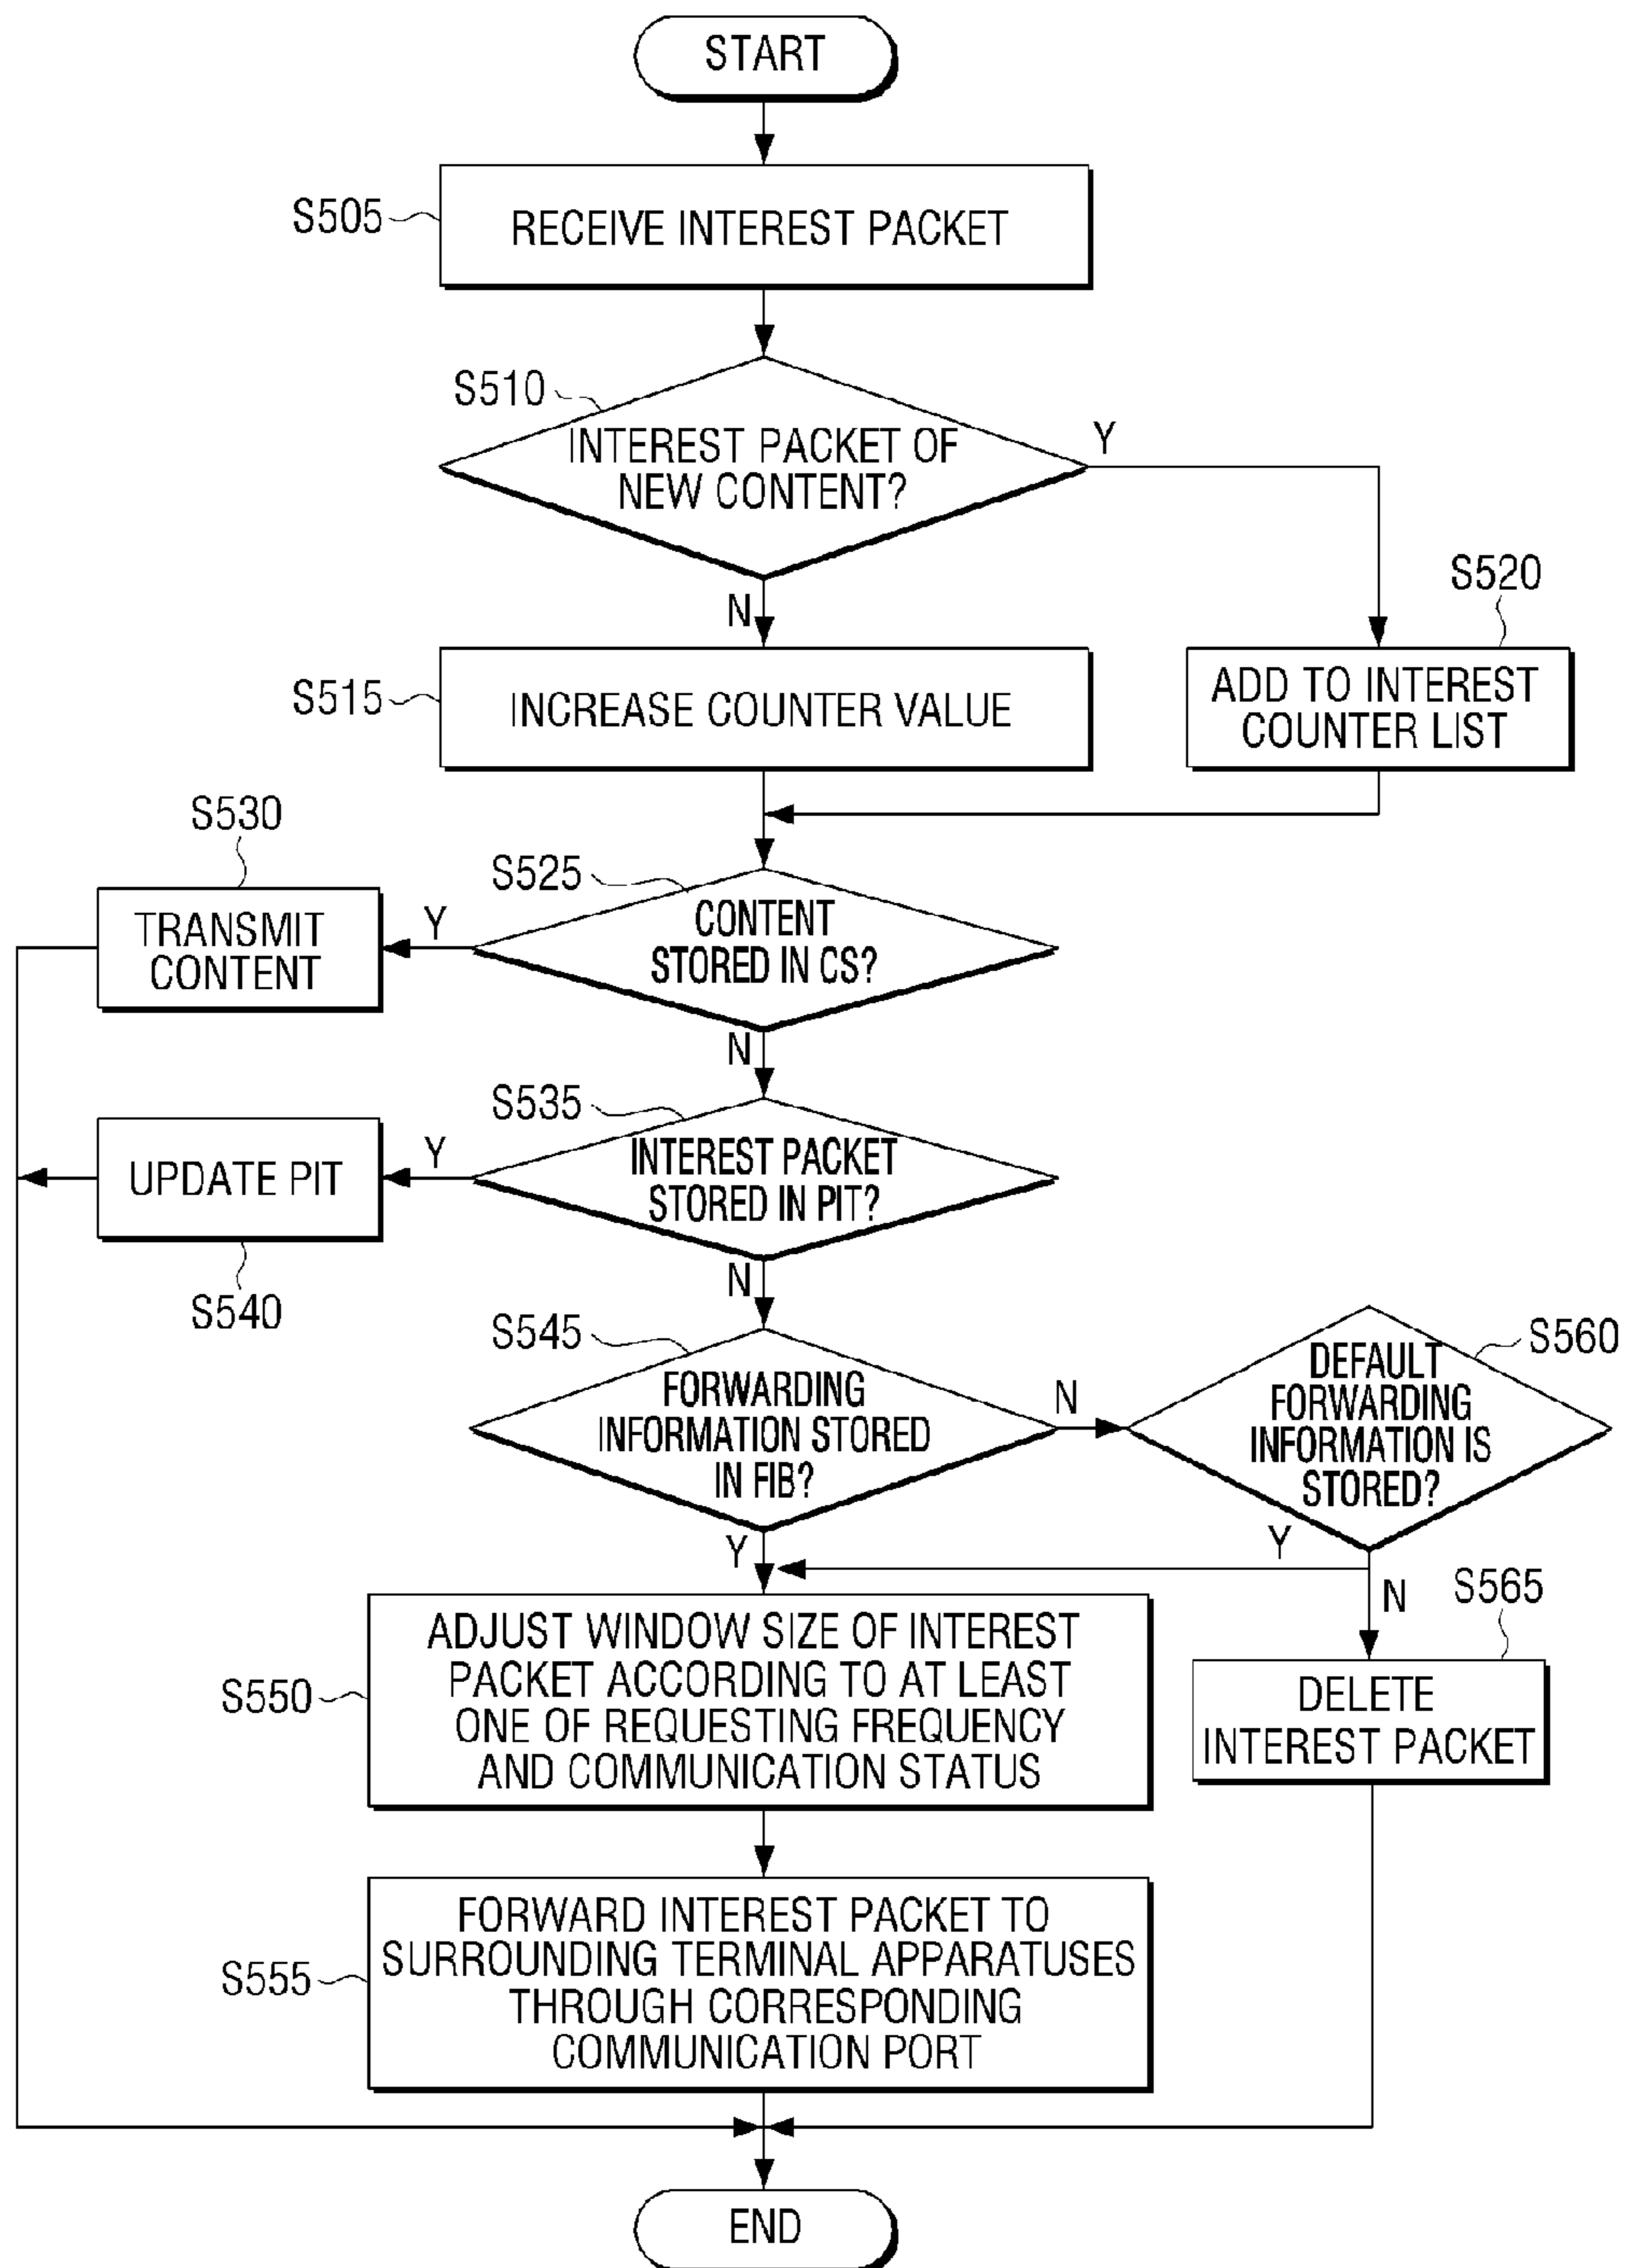 START
S505
RECEIVE INTEREST PACKET
S510
INTEREST PACKET OF
NEW CONTENT?
Y
N
S515
INCREASE COUNTER VALUE
S520
ADD TO INTEREST
COUNTER LIST
S530
TRANSMIT
CONTENT
S525
CONTENT
STORED IN CS?
Y
N
S535
INTEREST PACKET
STORED IN PIT?
Y
UPDATE PIT
S540
N
S545
FORWARDING
INFORMATION STORED
IN FIB?
N
S560
DEFAULT
FORWARDING
INFORMATION IS
STORED?
Y
Y
N
S550
ADJUST WINDOW SIZE OF INTEREST
PACKET ACCORDING TO AT LEAST
ONE OF REQUESTING FREQUENCY
AND COMMUNICATION STATUS
S565
DELETE
INTEREST PACKET
S555
FORWARD INTEREST PACKET TO
SURROUNDING TERMINAL APPARATUSES
THROUGH CORRESPONDING
COMMUNICATION PORT
END